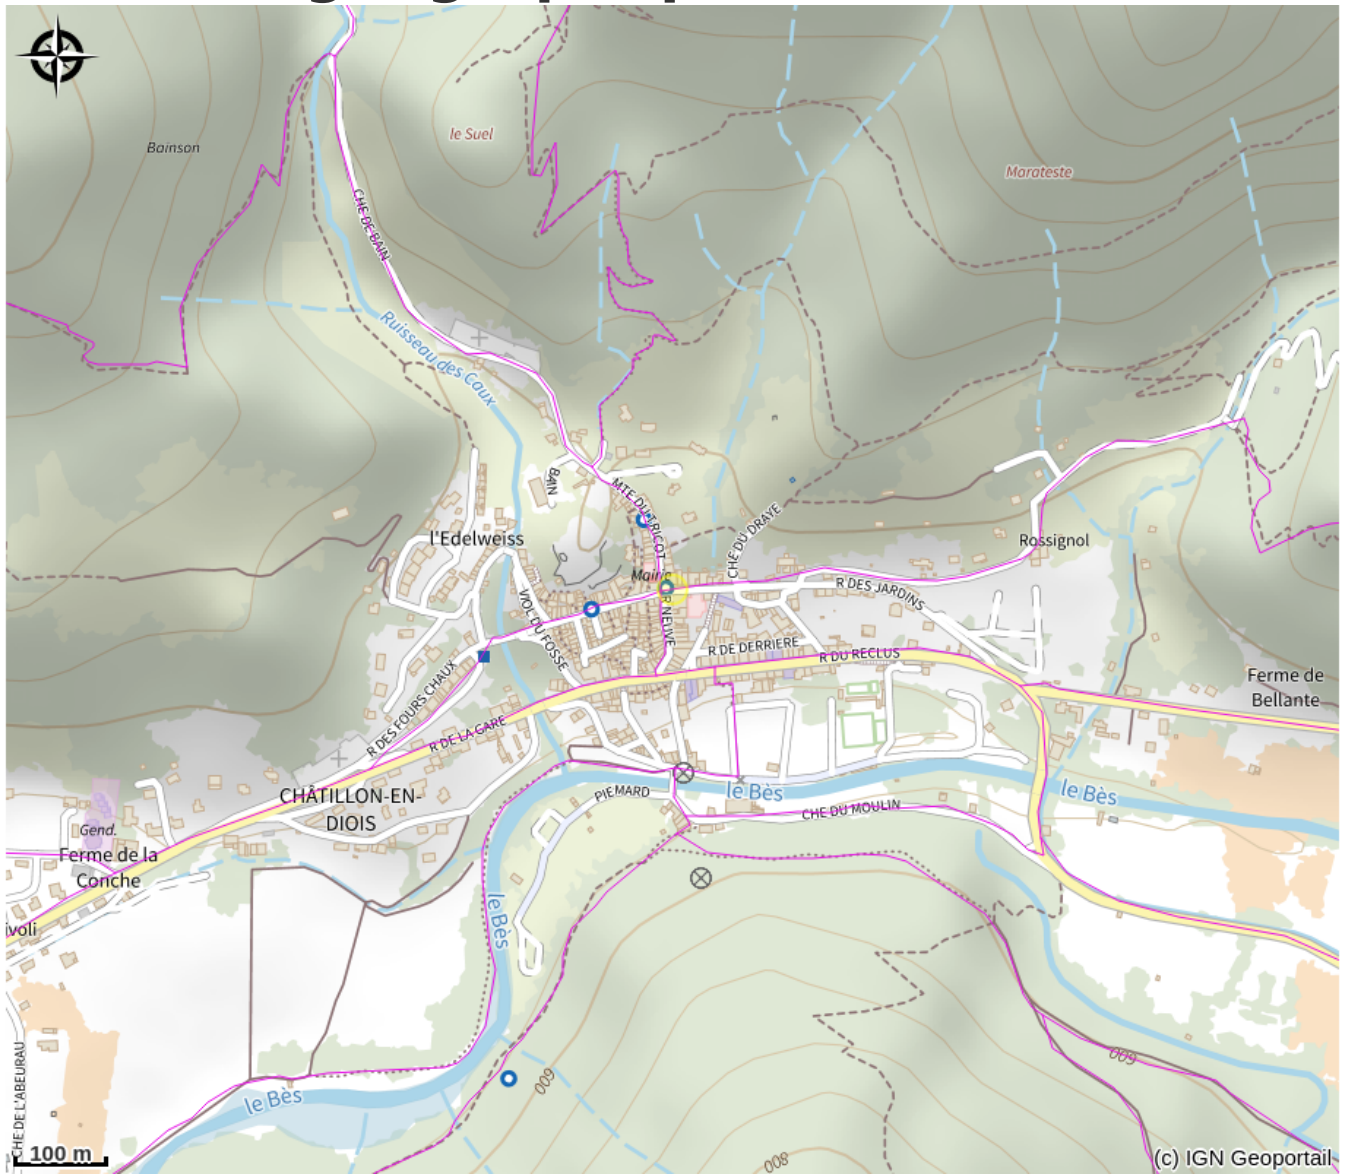 Bainson
le Suel
Marateste
CHE DE BAIN
Ruisseau des Caux
BAIN
MTE DU TRICOT
l'Edelweiss
CHE DU DRAYE
Rossignol
Mairie
R DES JARDINS
VIOL DU FOSSE
R NEUVE
R DE DERRIERE
R DU RECLUS
R DES FOURS CHAUX
R DE LA GARE
Ferme de
Bellante
CHÂTILLON-EN-
DIOIS
PIEMARD
le Bès
CHE DU MOULIN
le Bès
Gend.
Ferme de la
Conche
ivoli
le Bès
600
600
CHE DE L'ABEURAU
le Bès
800
100 m
(c) IGN Geoportail